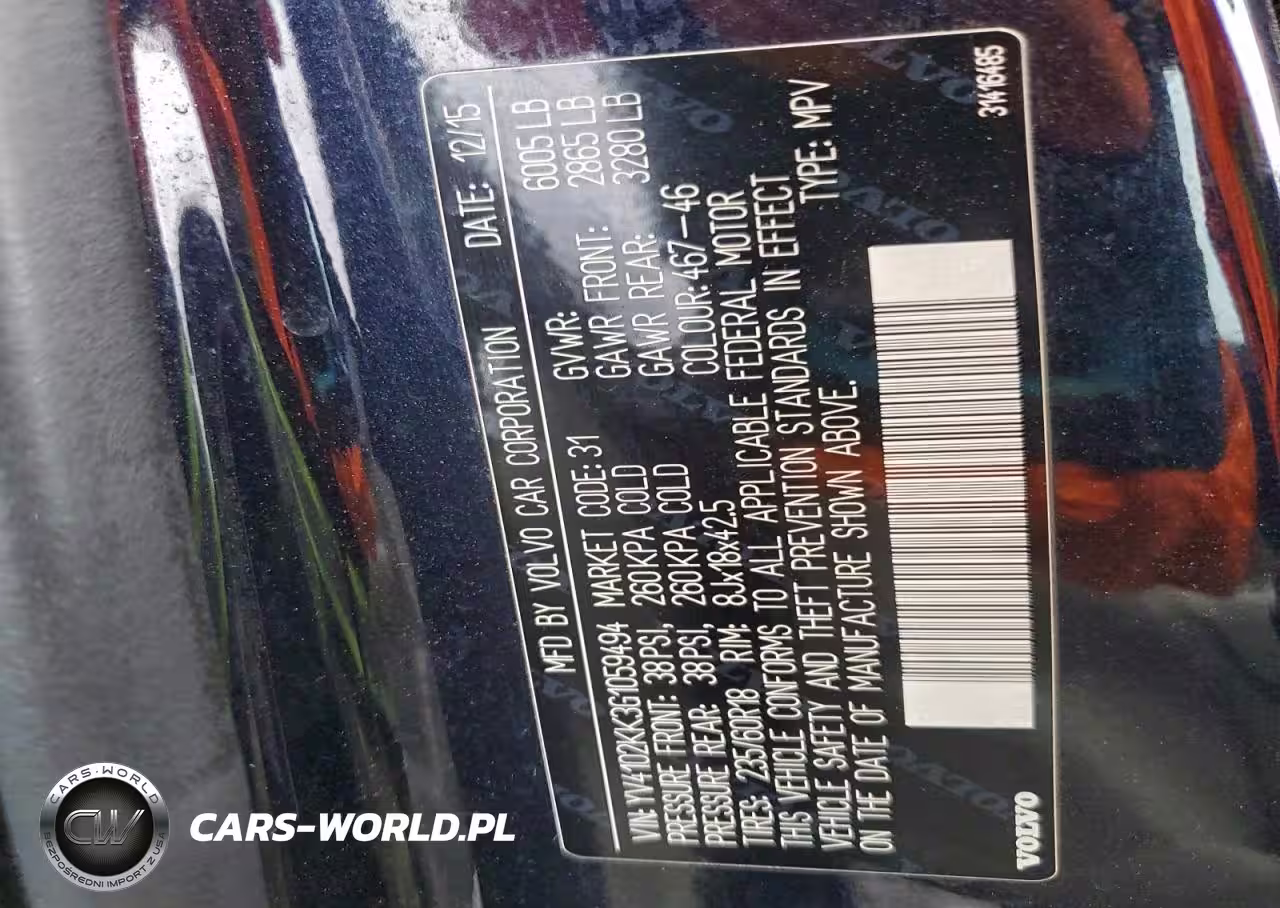 MFD BY VOLVO CAR CORPORATION DATE: 12/15
VIN: YV4102KK3G1059494 MARKET CODE: 31 GVWR: 6005 LB
PRESSURE FRONT: 38PSI, 260KPA COLD GAWR FRONT: 2865 LB
PRESSURE REAR: 38PSI, 260KPA COLD GAWR REAR: 3280 LB
TIRES: 235/60R18 RIM: 8Jx18x42.5 COLOUR: 467-46
THIS VEHICLE CONFORMS TO ALL APPLICABLE FEDERAL MOTOR
VEHICLE SAFETY AND THEFT PREVENTION STANDARDS IN EFFECT
ON THE DATE OF MANUFACTURE SHOWN ABOVE. TYPE: MPV
VOLVO 31416485
CARS-WORLD
CW
BEZPOŚREDNI IMPORT Z USA
CARS-WORLD.PL